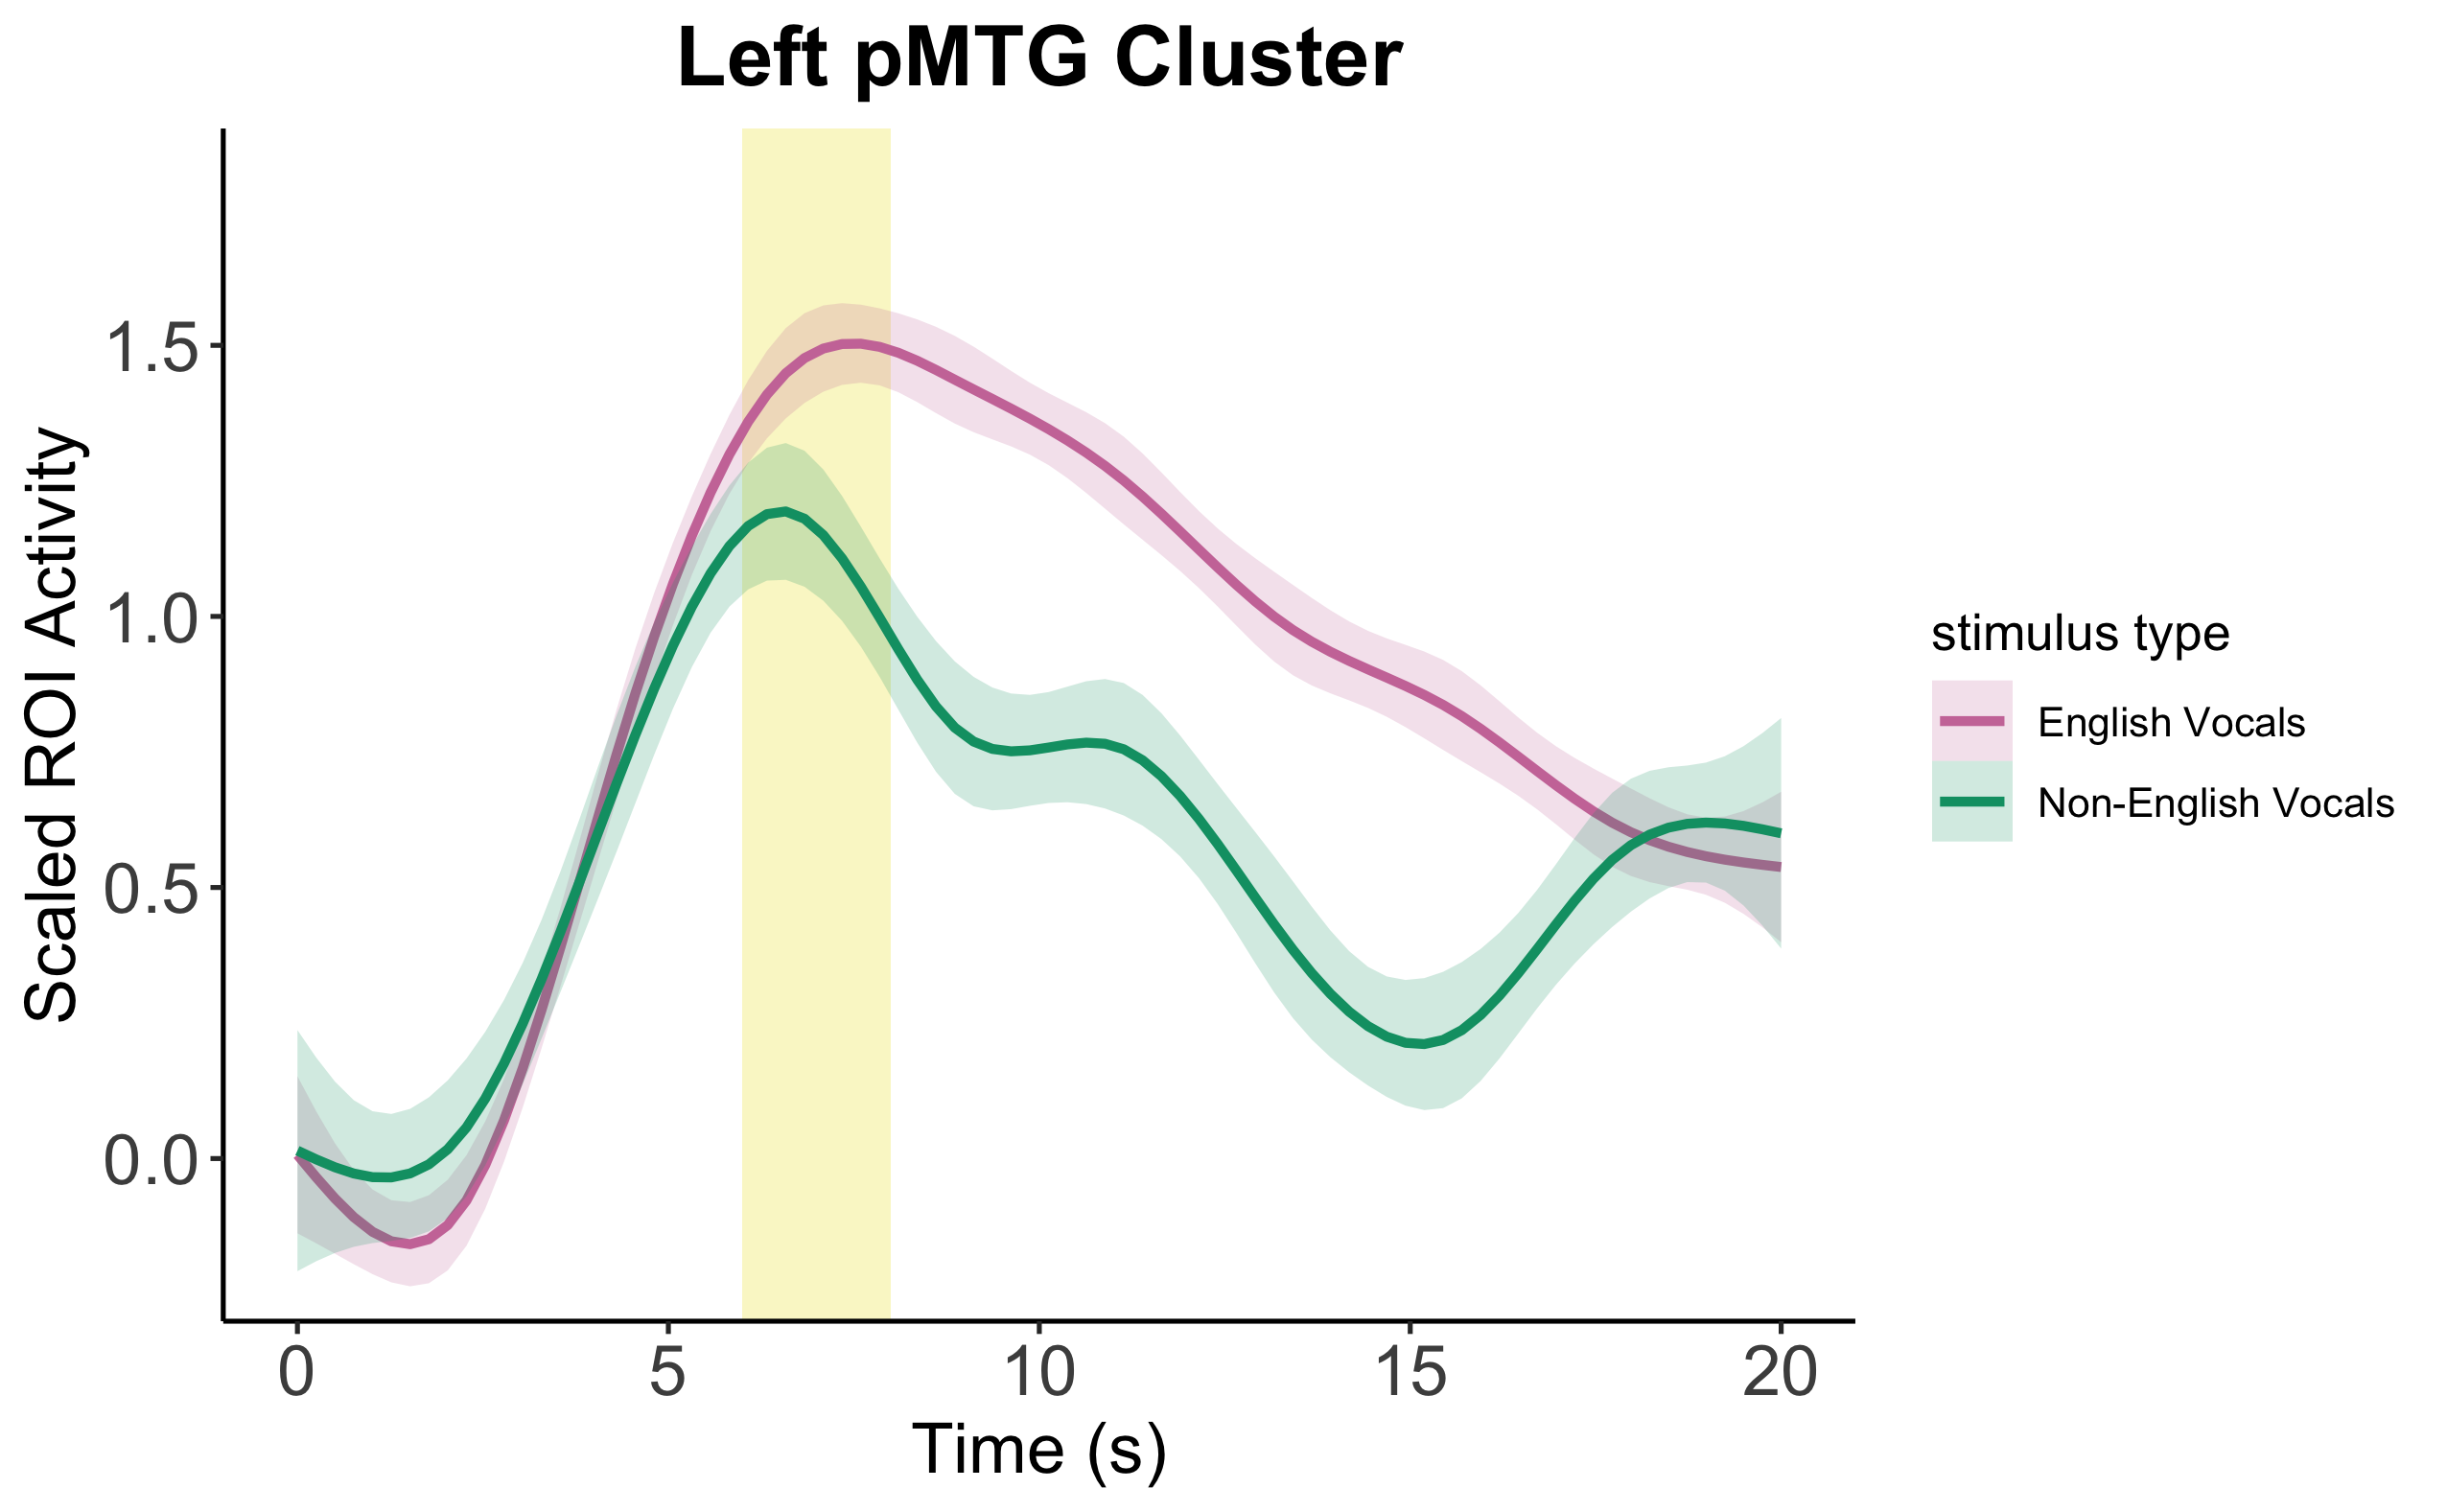 Left pMTG Cluster
Scaled ROI Activity
1.5
1.0
0.5
0.0
0 5 10 15 20
Time (s)
stimulus type
English Vocals
Non-English Vocals